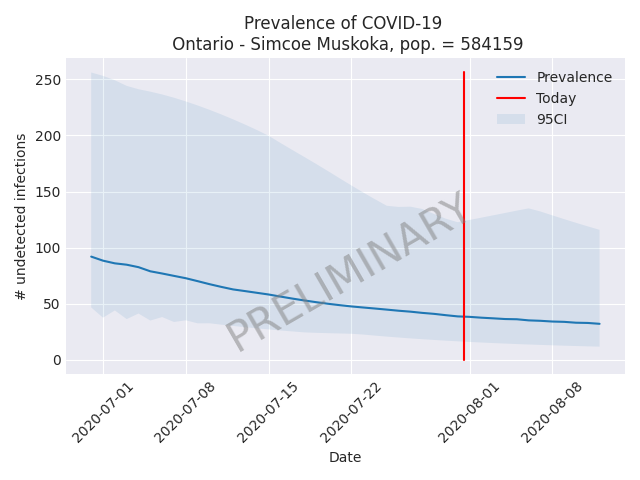 Prevalence of COVID-19
Ontario - Simcoe Muskoka, pop. = 584159
Prevalence
Today
95CI
# undetected infections
250
200
150
100
50
0
PRELIMINARY
2020-07-01
2020-07-08
2020-07-15
2020-07-22
2020-08-01
2020-08-08
Date